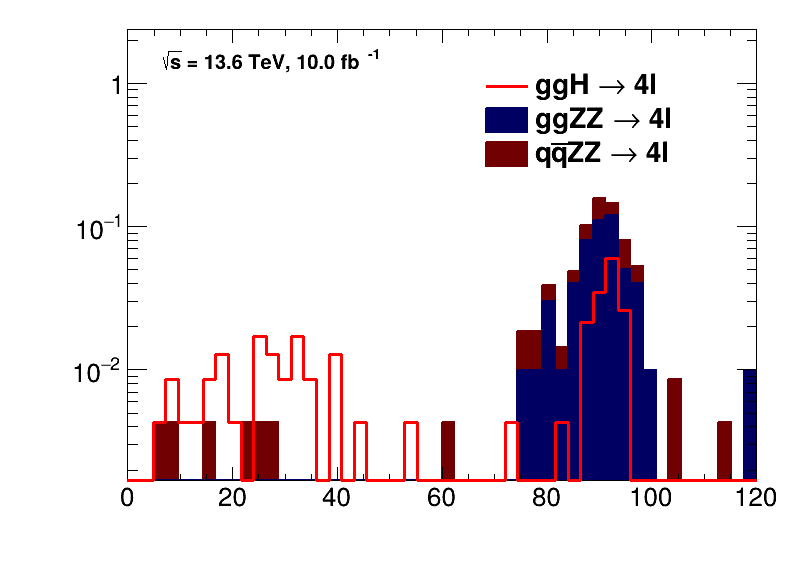 √s = 13.6 TeV, 10.0 fb⁻¹
ggH → 4l
ggZZ → 4l
qq̅ZZ → 4l
1
10⁻¹
10⁻²
0 20 40 60 80 100 120